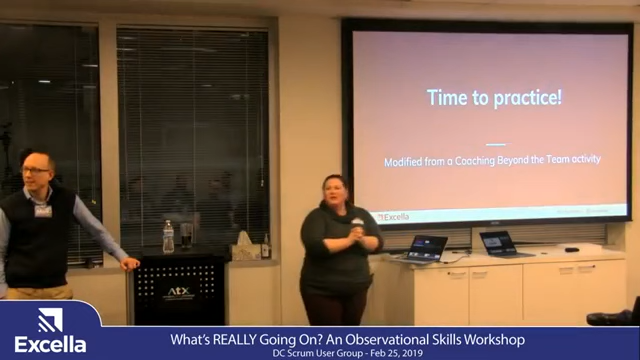 Time to practice!
Modified from a Coaching Beyond the Team activity
Excella
ATX
Excella
What's REALLY Going On? An Observational Skills Workshop
DC Scrum User Group - Feb 25, 2019